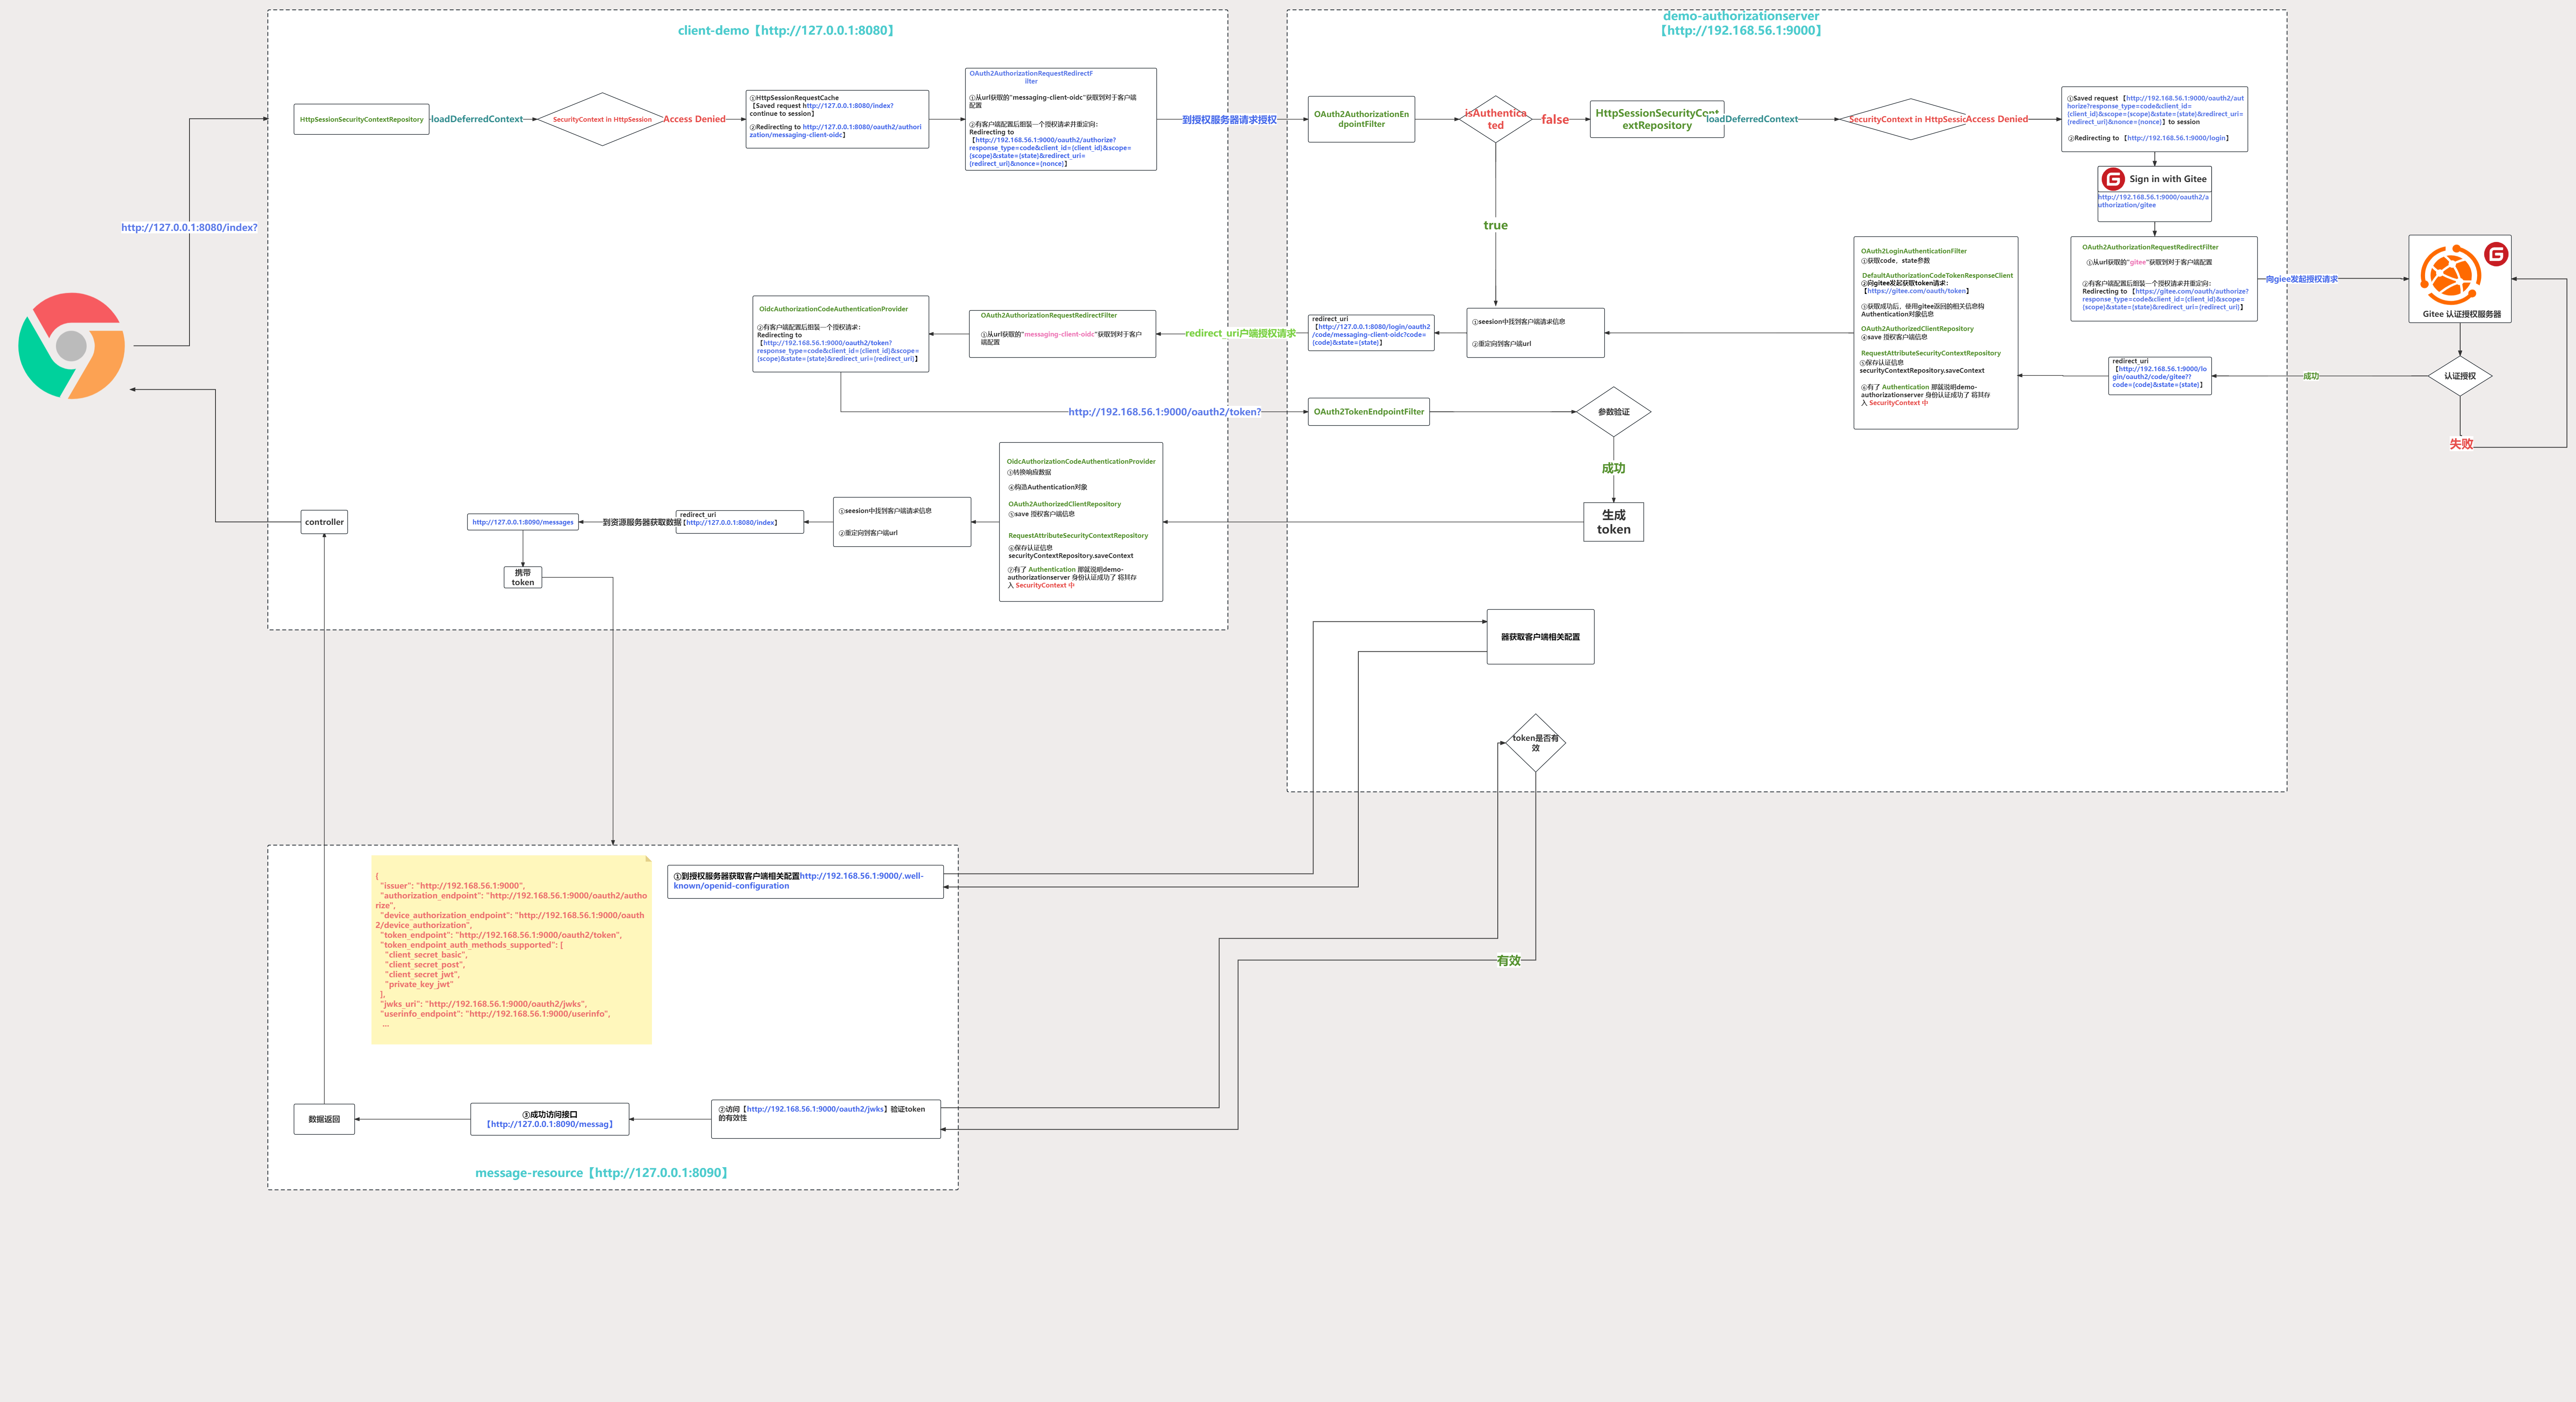 client-demo【http://127.0.0.1:8080】
demo-authorizationserver
【http://192.168.56.1:9000】
http://127.0.0.1:8080/index?
HttpSessionSecurityContextRepository
loadDeferredContext
SecurityContext in HttpSession
Access Denied
①HttpSessionRequestCache
【Saved request http://127.0.0.1:8080/index?
continue to session】
②Redirecting to http://127.0.0.1:8080/oauth2/authori
zation/messaging-client-oidc】
OAuth2AuthorizationRequestRedirectF
ilter
①从url获取的"messaging-client-oidc"获取到对于客户端
配置
②有客户端配置后组装一个授权请求并重定向:
Redirecting to
【http://192.168.56.1:9000/oauth2/authorize?
response_type=code&client_id={client_id}&scope=
{scope}&state={state}&redirect_uri=
{redirect_uri}&nonce={nonce}】
到授权服务器请求授权
OAuth2AuthorizationEn
dpointFilter
isAuthentica
ted
false
true
HttpSessionSecurityCont
extRepository
loadDeferredContext
SecurityContext in HttpSessic
Access Denied
①Saved request 【http://192.168.56.1:9000/oauth2/aut
horize?response_type=code&client_id=
{client_id}&scope={scope}&state={state}&redirect_uri=
{redirect_uri}&nonce={nonce}】to session
②Redirecting to 【http://192.168.56.1:9000/login】
Sign in with Gitee
http://192.168.56.1:9000/oauth2/a
uthorization/gitee
OAuth2AuthorizationRequestRedirectFilter
①从url获取的"gitee"获取到对于客户端配置
②有客户端配置后组装一个授权请求并重定向:
Redirecting to 【https://gitee.com/oauth/authorize?
response_type=code&client_id={client_id}&scope=
{scope}&state={state}&redirect_uri={redirect_uri}】
向giee发起授权请求
Gitee 认证授权服务器
认证授权
失败
成功
redirect_uri
【http://192.168.56.1:9000/lo
gin/oauth2/code/gitee??
code={code}&state={state}】
OAuth2LoginAuthenticationFilter
①获取code，state参数
DefaultAuthorizationCodeTokenResponseClient
②向gitee发起获取token请求：
【https://gitee.com/oauth/token】
③获取成功后，使用gitee返回的相关信息构
Authentication对象信息
OAuth2AuthorizedClientRepository
④save 授权客户端信息
RequestAttributeSecurityContextRepository
⑤保存认证信息
securityContextRepository.saveContext
⑥有了 Authentication 那就说明demo-
authorizationserver 身份认证成功了 将其存
入 SecurityContext 中
①seesion中找到客户端请求信息
②重定向到客户端url
redirect_uri
【http://127.0.0.1:8080/login/oauth2
/code/messaging-client-oidc?code=
{code}&state={state}】
redirect_uri户端授权请求
OAuth2AuthorizationRequestRedirectFilter
①从url获取的"messaging-client-oidc"获取到对于客户
端配置
OidcAuthorizationCodeAuthenticationProvider
②有客户端配置后组装一个授权请求:
Redirecting to
【http://192.168.56.1:9000/oauth2/token?
response_type=code&client_id={client_id}&scope=
{scope}&state={state}&redirect_uri={redirect_uri}】
http://192.168.56.1:9000/oauth2/token?
OAuth2TokenEndpointFilter
参数验证
成功
生成
token
OidcAuthorizationCodeAuthenticationProvider
③转换响应数据
④构造Authentication对象
OAuth2AuthorizedClientRepository
⑤save 授权客户端信息
RequestAttributeSecurityContextRepository
⑥保存认证信息
securityContextRepository.saveContext
⑦有了 Authentication 那就说明demo-
authorizationserver 身份认证成功了 将其存
入 SecurityContext 中
①seesion中找到客户端请求信息
②重定向到客户端url
redirect_uri
【http://127.0.0.1:8080/index】
到资源服务器获取数据
http://127.0.0.1:8090/messages
携带
token
controller
器获取客户端相关配置
token是否有
效
有效
{
"issuer": "http://192.168.56.1:9000",
"authorization_endpoint": "http://192.168.56.1:9000/oauth2/autho
rize",
"device_authorization_endpoint": "http://192.168.56.1:9000/oauth
2/device_authorization",
"token_endpoint": "http://192.168.56.1:9000/oauth2/token",
"token_endpoint_auth_methods_supported": [
"client_secret_basic",
"client_secret_post",
"client_secret_jwt",
"private_key_jwt"
],
"jwks_uri": "http://192.168.56.1:9000/oauth2/jwks",
"userinfo_endpoint": "http://192.168.56.1:9000/userinfo",
...
①到授权服务器获取客户端相关配置http://192.168.56.1:9000/.well-
known/openid-configuration
②访问【http://192.168.56.1:9000/oauth2/jwks】验证token
的有效性
③成功访问接口
【http://127.0.0.1:8090/messag】
数据返回
message-resource【http://127.0.0.1:8090】